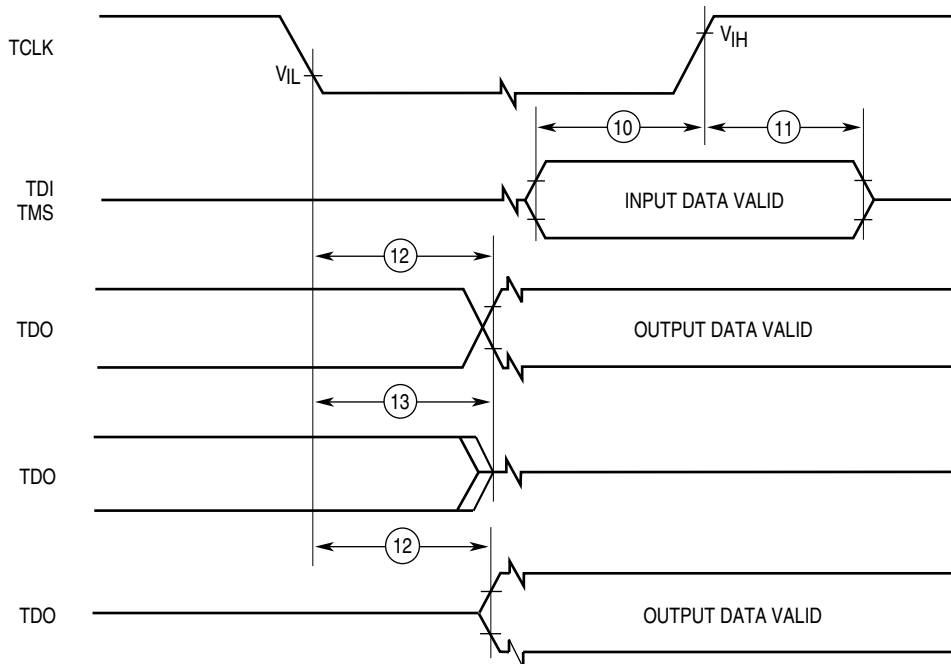 TCLK
VIL
VIH
10
11
TDI
TMS
INPUT DATA VALID
12
TDO
OUTPUT DATA VALID
13
TDO
12
TDO
OUTPUT DATA VALID